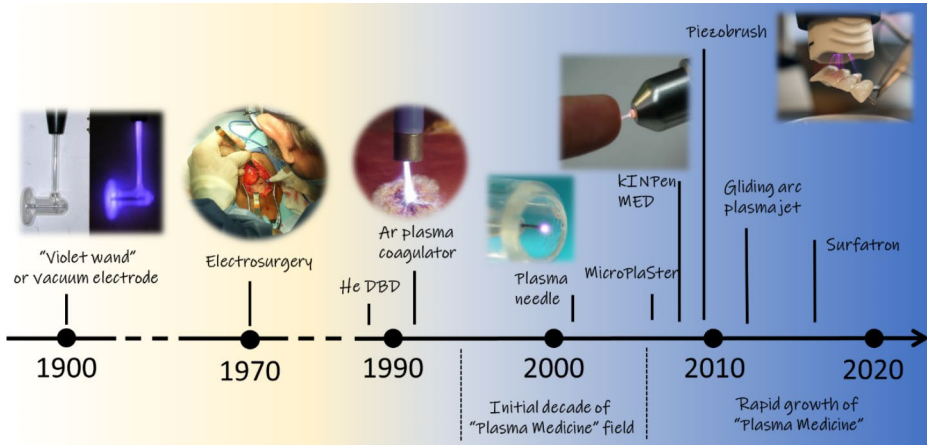 Piezobrush
kINPen
MED
Gliding arc
plasmajet
Ar plasma
coagulator
"Violet wand"
or vacuum electrode
Electrosurgery
He DBD
Plasma
needle
MicroPlaSter
Surfatron
1900
1970
1990
2000
2010
2020
Initial decade of
"Plasma Medicine" field
Rapid growth of
"Plasma Medicine"